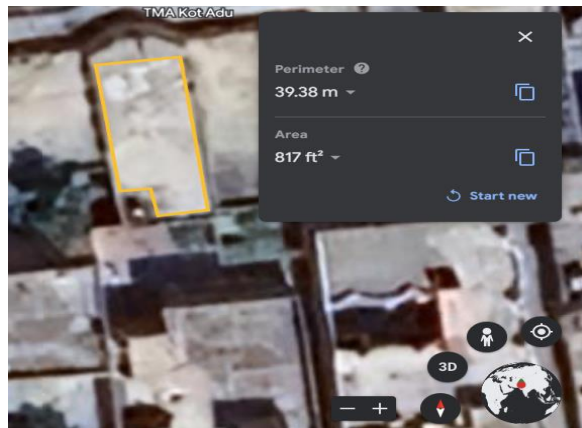 TMA Kot Adu
Perimeter ?
39.38 m
Area
817 ft²
Start new
3D